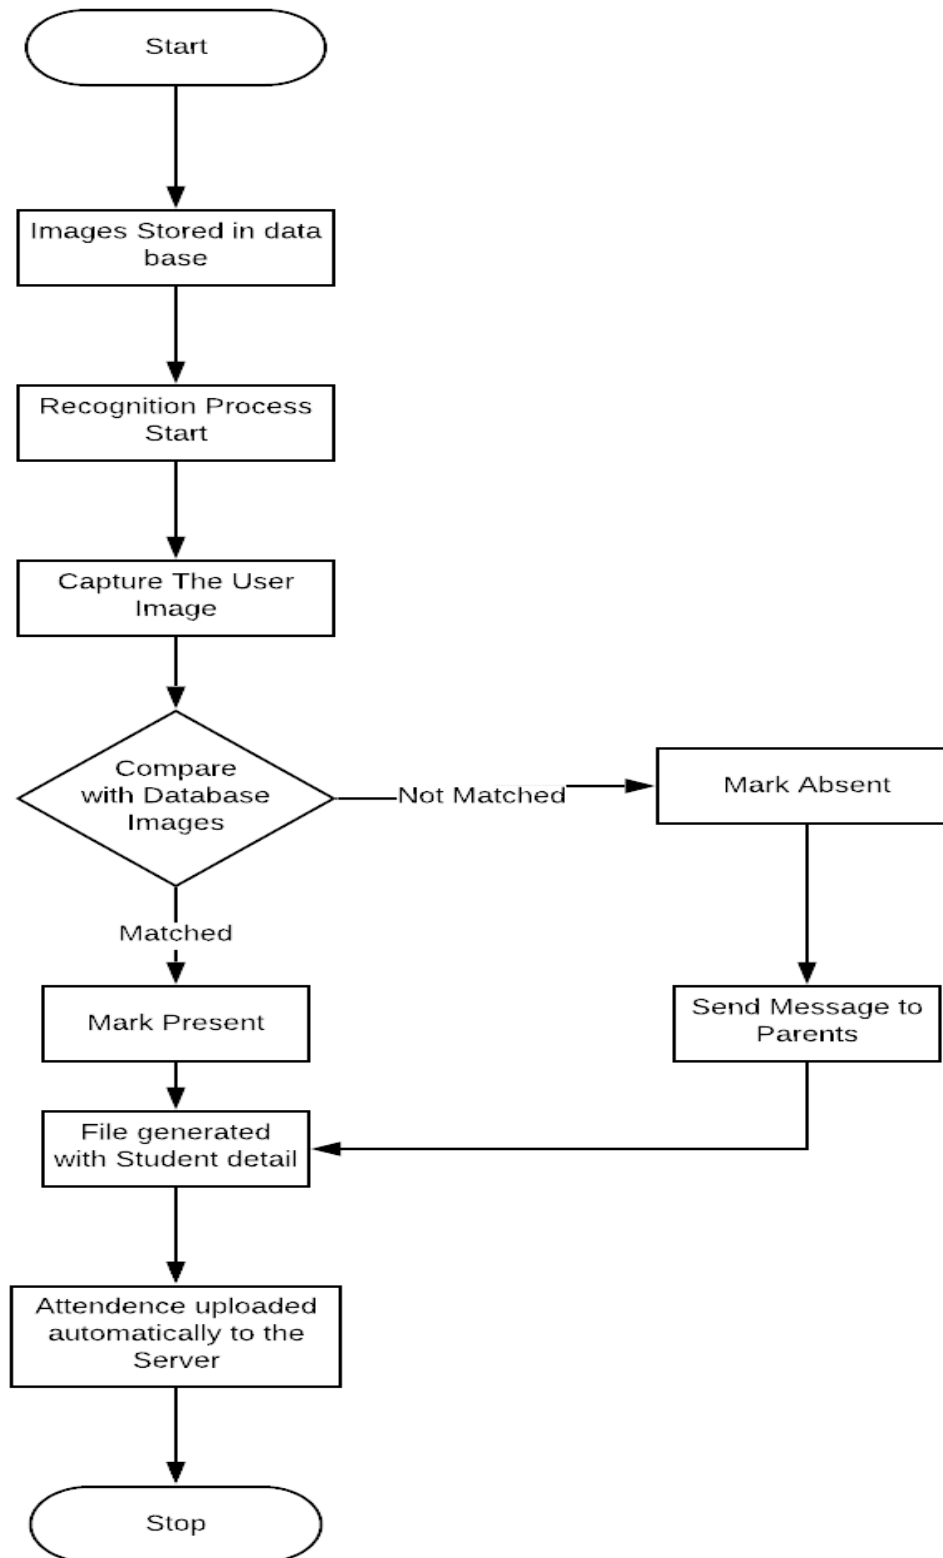 Start
Images Stored in data
base
Recognition Process
Start
Capture The User
Image
Compare
with Database
Images
Not Matched
Mark Absent
Matched
Mark Present
Send Message to
Parents
File generated
with Student detail
Attendence uploaded
automatically to the
Server
Stop